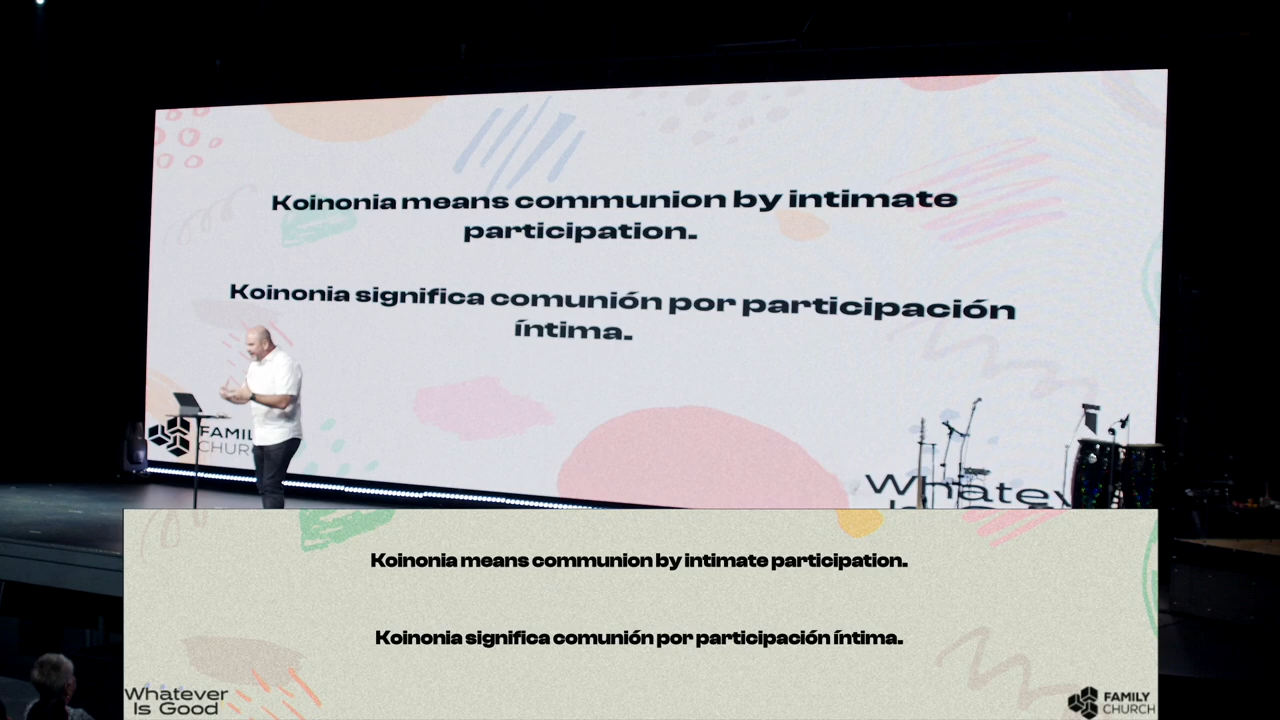 Koinonia means communion by intimate
participation.
Koinonia significa comunión por participación
íntima.
FAMIL
CHUR
Whatev
Koinonia means communion by intimate participation.
Koinonia significa comunión por participación íntima.
Whatever
Is Good
FAMILY
CHURCH